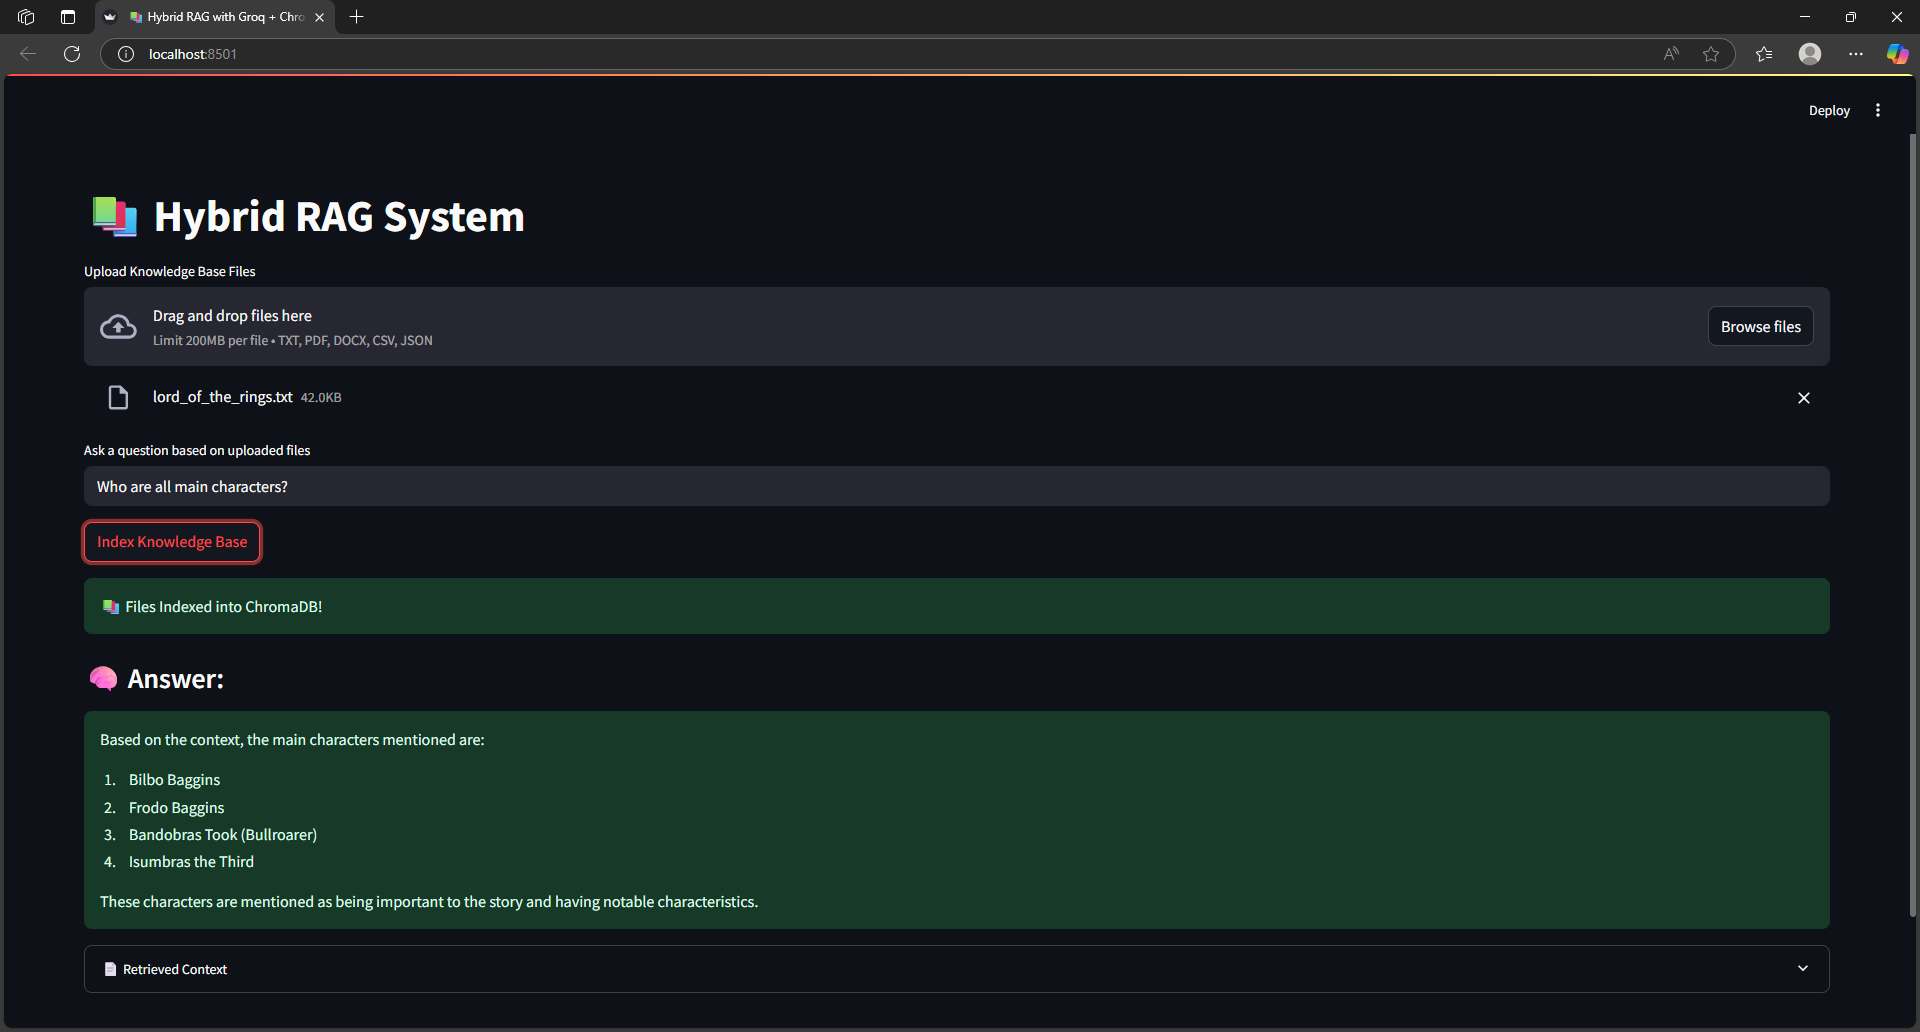 Hybrid RAG with Groq + Chro
localhost:8501
Deploy
Hybrid RAG System
Upload Knowledge Base Files
Drag and drop files here
Limit 200MB per file • TXT, PDF, DOCX, CSV, JSON
Browse files
lord_of_the_rings.txt 42.0KB
Ask a question based on uploaded files
Who are all main characters?
Index Knowledge Base
Files Indexed into ChromaDB!
Answer:
Based on the context, the main characters mentioned are:
1. Bilbo Baggins
2. Frodo Baggins
3. Bandobras Took (Bullroarer)
4. Isumbras the Third
These characters are mentioned as being important to the story and having notable characteristics.
Retrieved Context